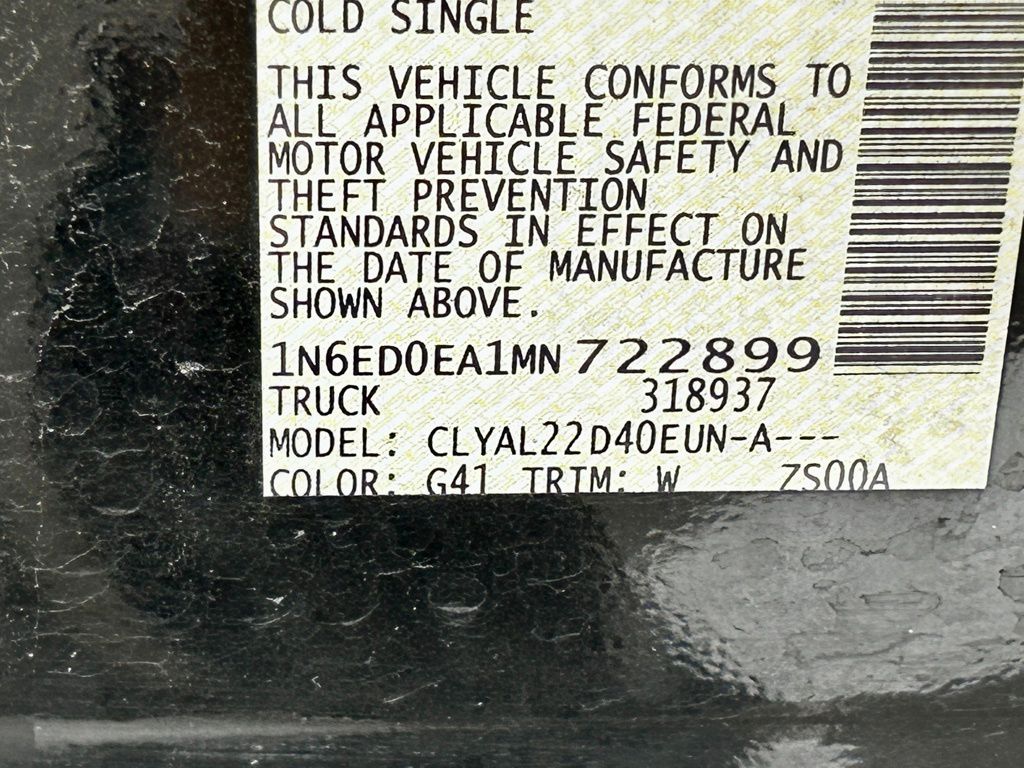 COLD SINGLE
THIS VEHICLE CONFORMS TO
ALL APPLICABLE FEDERAL
MOTOR VEHICLE SAFETY AND
THEFT PREVENTION
STANDARDS IN EFFECT ON
THE DATE OF MANUFACTURE
SHOWN ABOVE.
1N6ED0EA1MN722899
TRUCK 318937
MODEL: CLYAL22D40EUN-A---
COLOR: G41 TRIM: W ZS00A